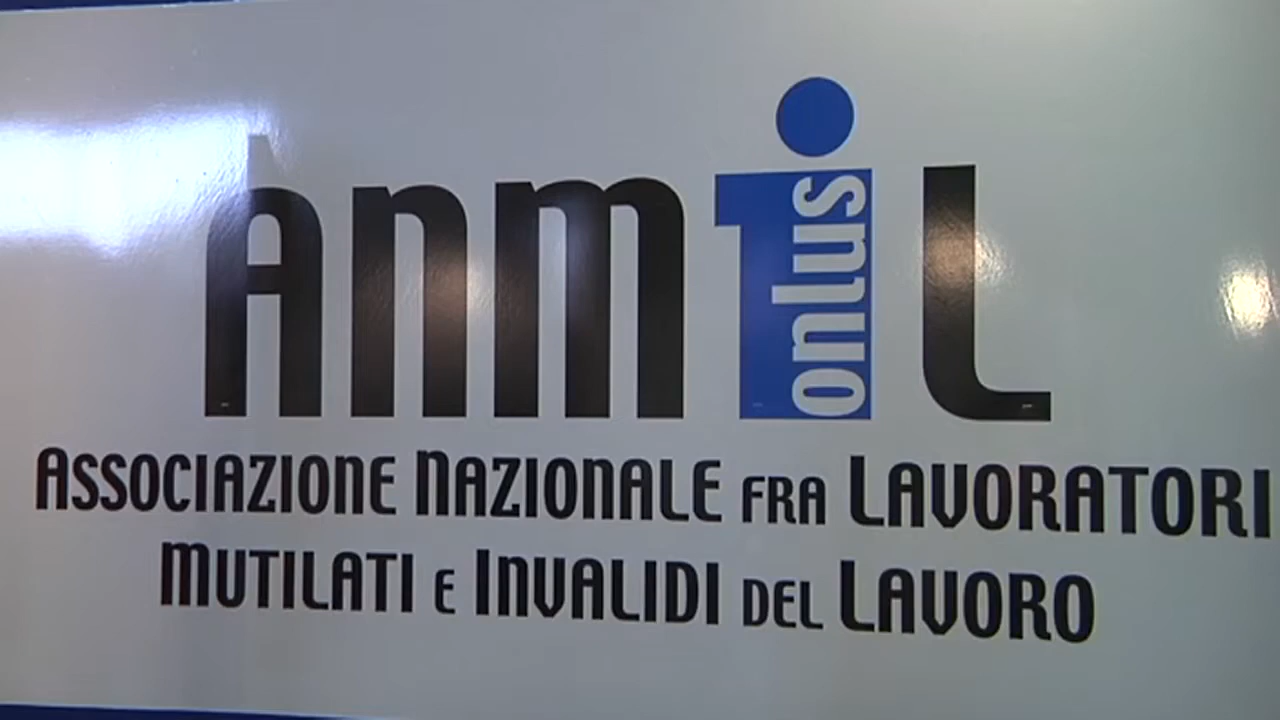 anmiL
onlus
ASSOCIAZIONE NAZIONALE FRA LAVORATORI
MUTILATI E INVALIDI DEL LAVORO